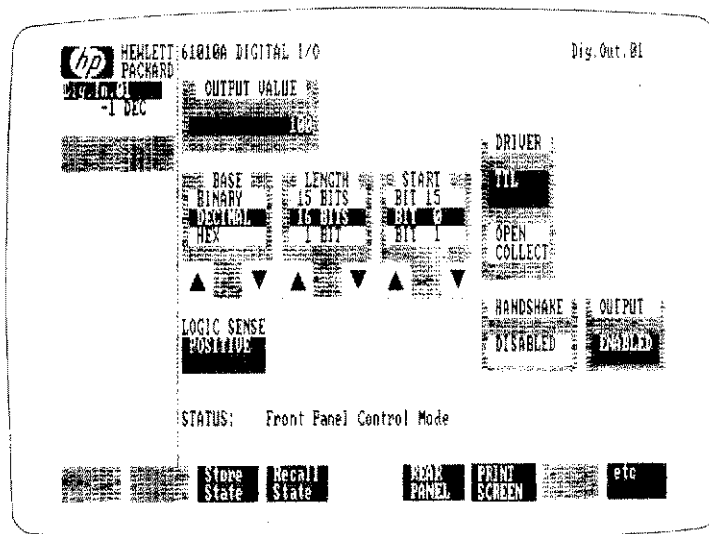 hp HEWLETT PACKARD
61010A DIGITAL I/O
Dig.Out.01
Dig.In.01
-1 DEC
OUTPUT VALUE
100
BASE
BINARY
DECIMAL
HEX
LENGTH
15 BITS
16 BITS
1 BIT
START
BIT 15
BIT 0
BIT 1
DRIVER
TTL
OPEN
COLLECT
LOGIC SENSE
POSITIVE
HANDSHAKE
DISABLED
OUTPUT
ENABLED
STATUS: Front Panel Control Mode
Store
State
Recall
State
REAR
PANEL
PRINT
SCREEN
etc